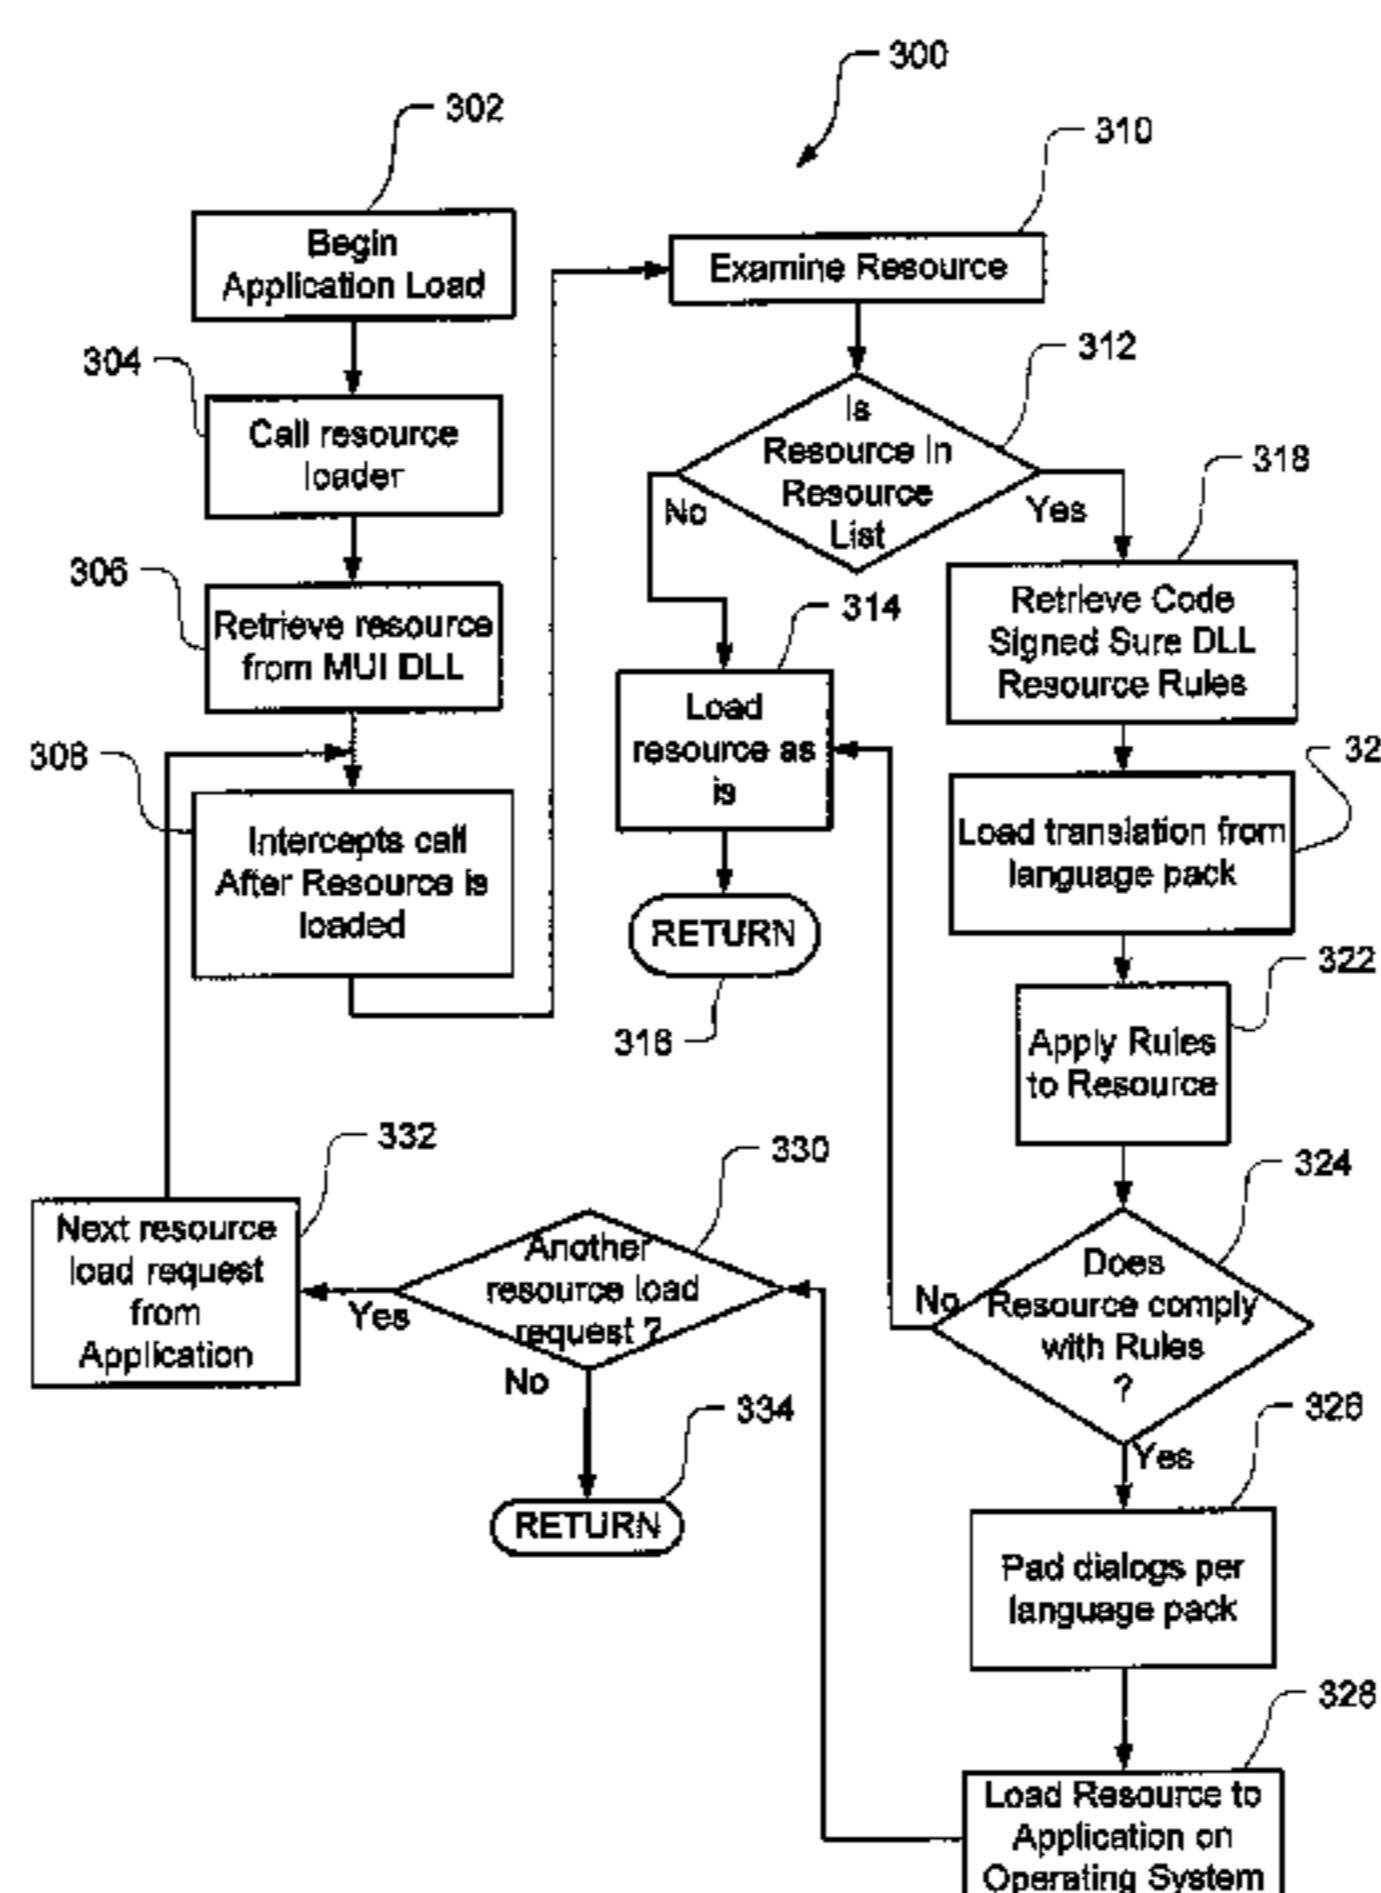 300
302
Begin
Application Load
304
Call resource
loader
306
Retrieve resource
from MUI DLL
308
Intercepts call
After Resource is
loaded
310
Examine Resource
312
Is
Resource In
Resource
List
No
Yes
314
Load
resource as
is
RETURN
316
318
Retrieve Code
Signed Sure DLL
Resource Rules
32
Load translation from
language pack
322
Apply Rules
to Resource
324
Does
Resource comply
with Rules
?
No
Yes
326
Pad dialogs per
language pack
328
Load Resource to
Application on
Operating System
330
Another
resource load
request ?
Yes
No
332
Next resource
load request
from
Application
334
RETURN